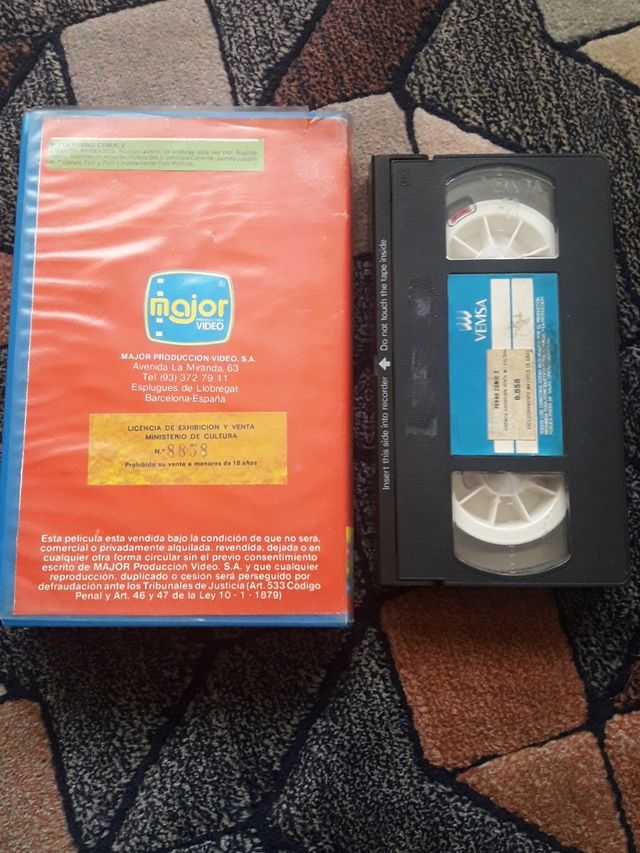 PORNO COMIC 2
major
®
PRODUCCION
VIDEO
MAJOR PRODUCCION-VIDEO, S.A.
Avenida La Miranda, 63
Tel. (93) 372 79 11
Esplugues de Llobregat
Barcelona-España
LICENCIA DE EXHIBICION Y VENTA
MINISTERIO DE CULTURA
N.° 8858
Prohibida su venta a menores de 18 años
Esta película está vendida bajo la condición de que no será,
comercial o privadamente alquilada, revendida, dejada o en
cualquier otra forma circular sin el previo consentimiento
escrito de MAJOR Producción Video. S.A. y que cualquier
reproducción, duplicado o cesión será perseguido por
defraudación ante los Tribunales de Justicia (Art. 533 Código
Penal y Art. 46 y 47 de la Ley 10 · 1 · 1879)
Insert this side into recorder Do not touch the tape inside
VEMSA
PORNO COMIC 2
8.858